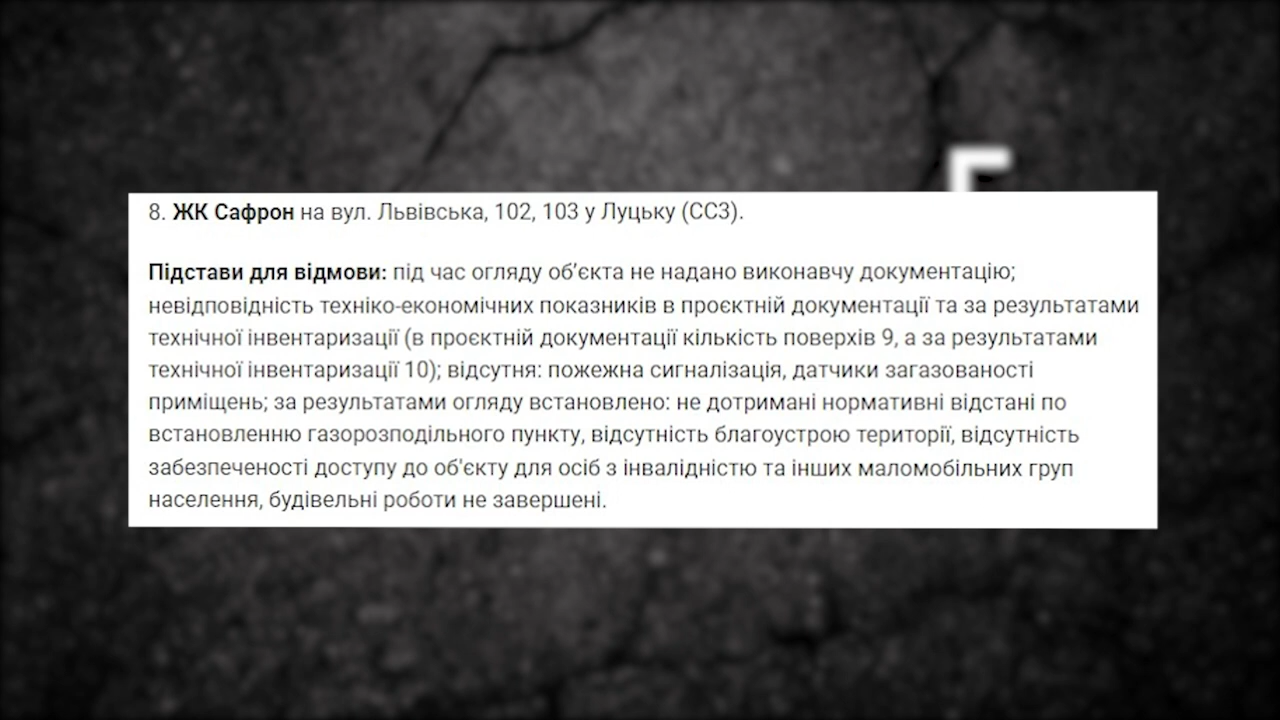 8. ЖК Сафрон на вул. Львівська, 102, 103 у Луцьку (СС3).
Підстави для відмови: під час огляду об’єкта не надано виконавчу документацію;
невідповідність техніко-економічних показників в проєктній документації та за результатами
технічної інвентаризації (в проєктній документації кількість поверхів 9, а за результатами
технічної інвентаризації 10); відсутня: пожежна сигналізація, датчики загазованості
приміщень; за результатами огляду встановлено: не дотримані нормативні відстані по
встановленню газорозподільного пункту, відсутність благоустрою території, відсутність
забезпеченості доступу до об'єкту для осіб з інвалідністю та інших маломобільних груп
населення, будівельні роботи не завершені.